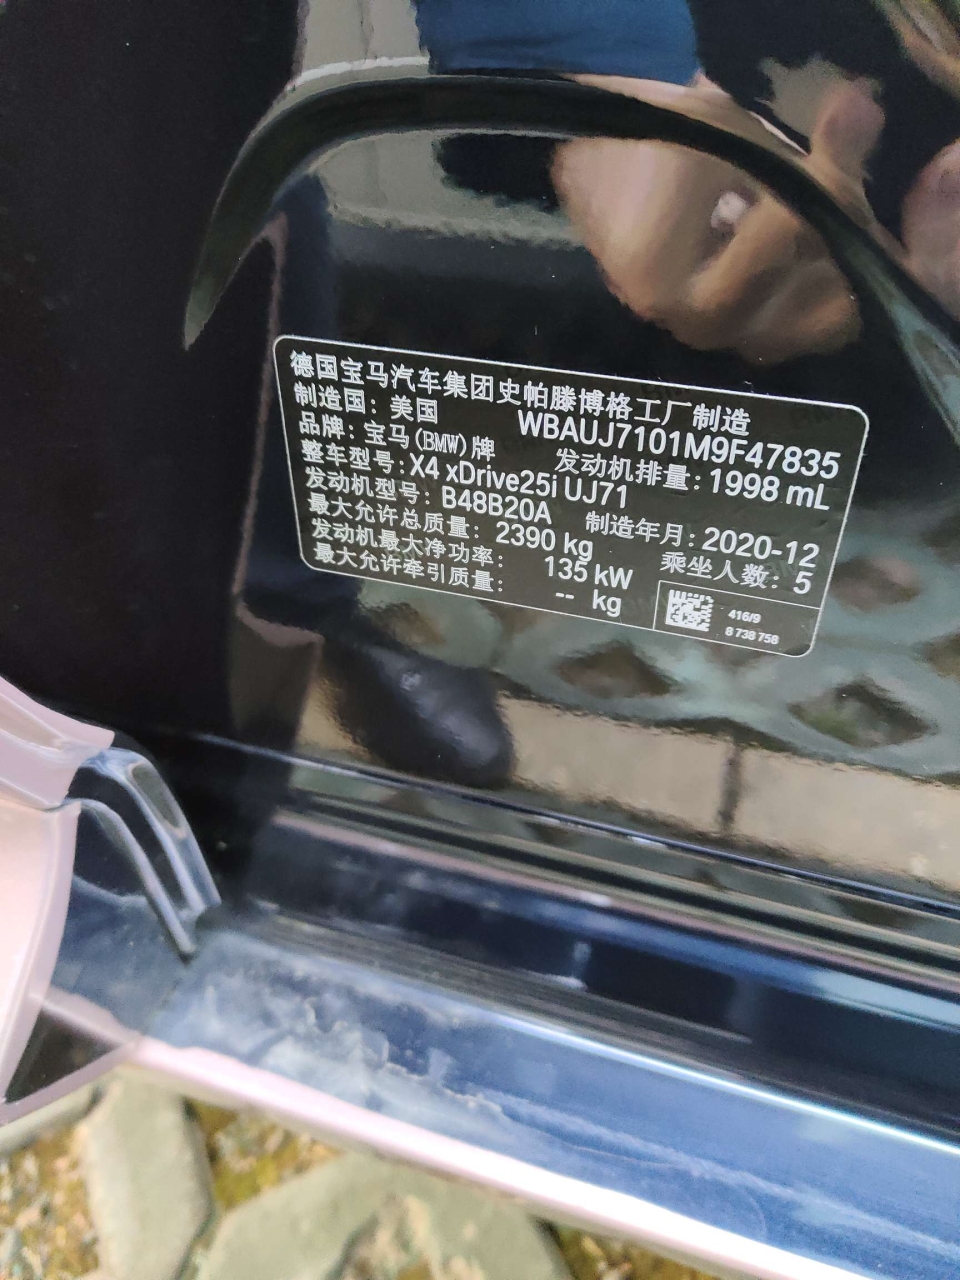 德国宝马汽车集团史帕滕博格工厂制造
制造国：美国 WBAUJ7101M9F47835
品牌：宝马(BMW)牌 发动机排量：1998 mL
整车型号：X4 xDrive25i UJ71
发动机型号：B48B20A 制造年月：2020-12
最大允许总质量：2390 kg 乘坐人数：5
发动机最大净功率：135 kW
最大允许牵引质量：-- kg
416/9
8 738 758